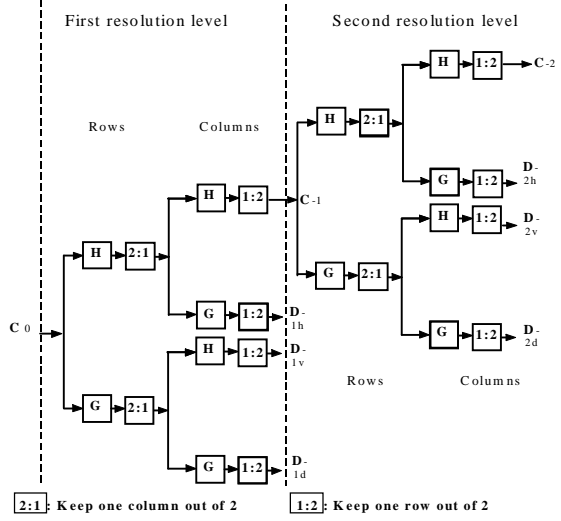 First resolution level
Second resolution level
H
1:2
C-2
Rows
Columns
H
2:1
G
1:2
D-
2h
H
1:2
C-1
H
1:2
D-
2v
H
2:1
G
2:1
C 0
G
1:2
D-
1h
G
1:2
D-
2d
H
1:2
D-
1v
Rows
Columns
G
2:1
G
1:2
D-
1d
2:1: Keep one column out of 2
1:2: Keep one row out of 2